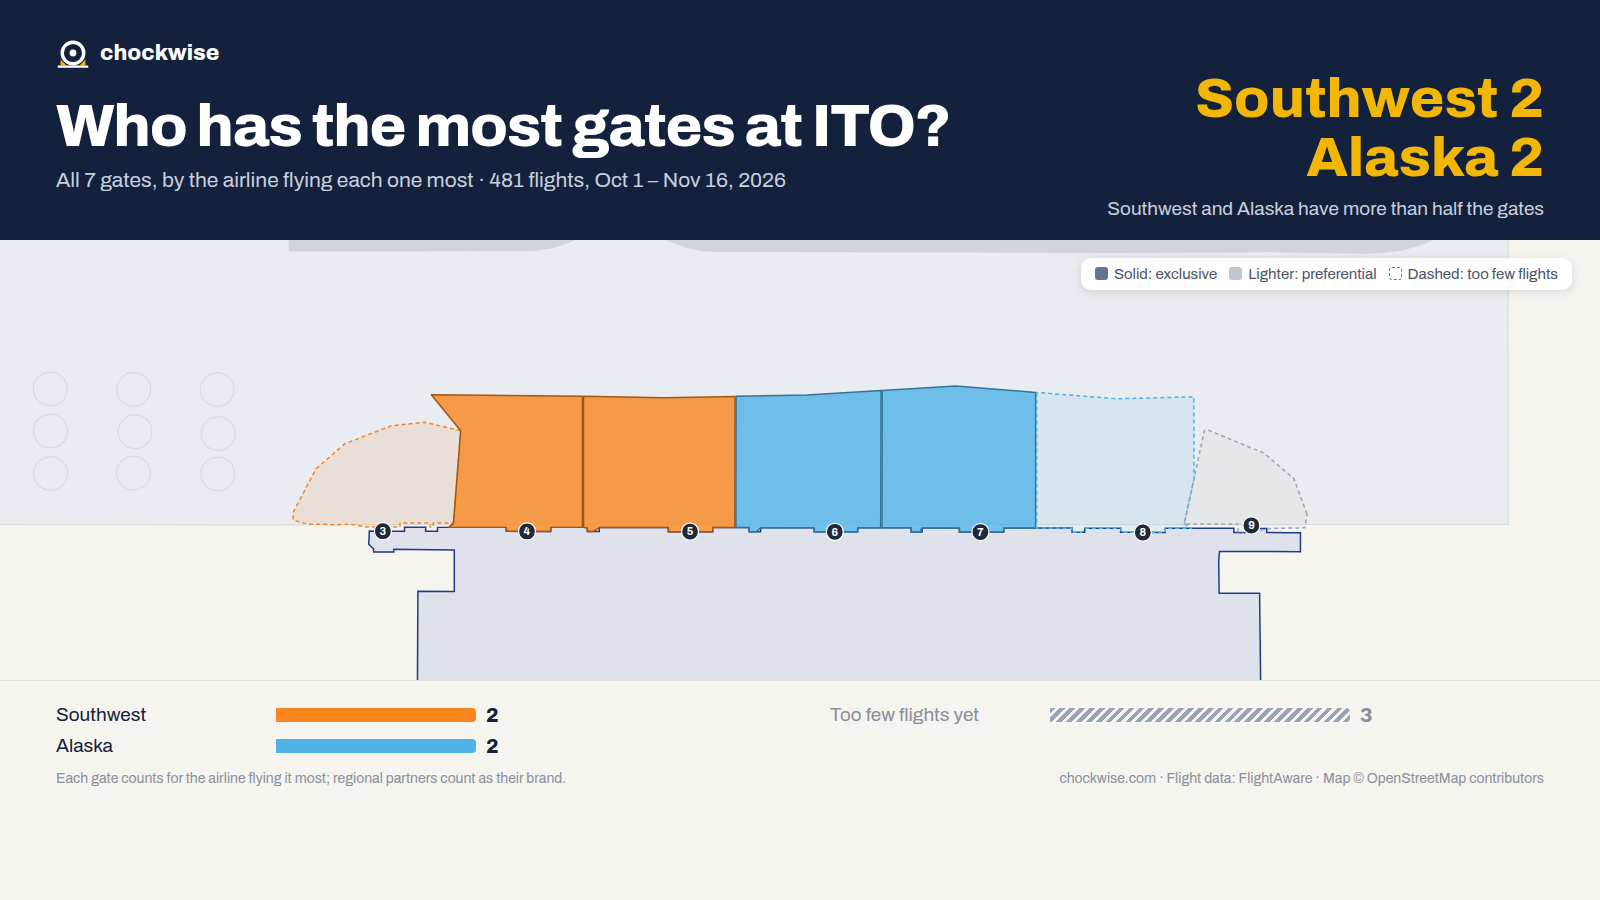 chockwise
Who has the most gates at ITO?
All 7 gates, by the airline flying each one most · 481 flights, Oct 1 – Nov 16, 2026
Southwest 2
Alaska 2
Southwest and Alaska have more than half the gates
Solid: exclusive Lighter: preferential Dashed: too few flights
3 4 5 6 7 8 9
Southwest 2
Alaska 2
Too few flights yet 3
Each gate counts for the airline flying it most; regional partners count as their brand.
chockwise.com · Flight data: FlightAware · Map © OpenStreetMap contributors